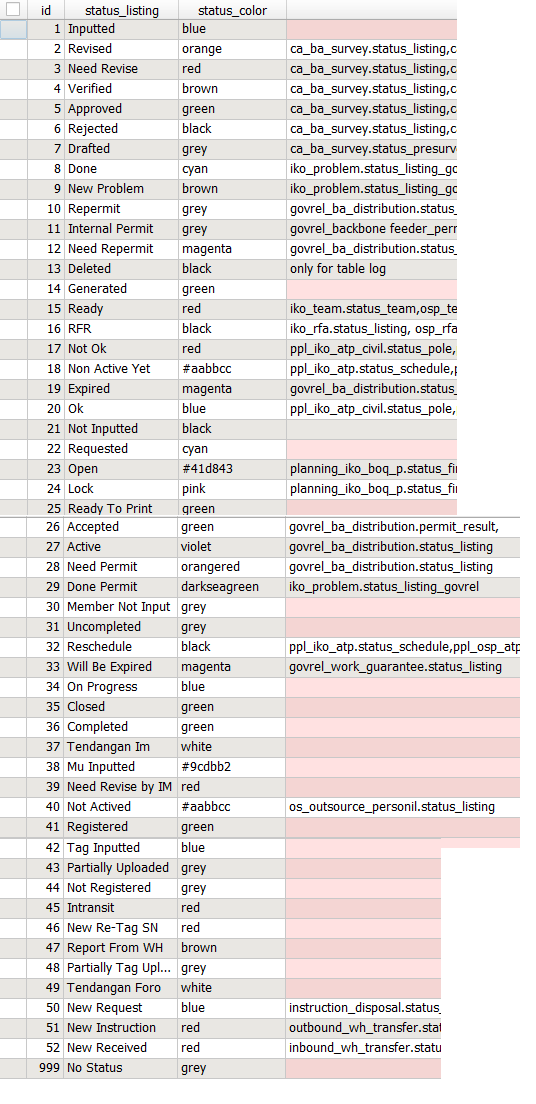 id status_listing status_color
1 Inputted blue
2 Revised orange ca_ba_survey.status_listing,c
3 Need Revise red ca_ba_survey.status_listing,c
4 Verified brown ca_ba_survey.status_listing,c
5 Approved green ca_ba_survey.status_listing,c
6 Rejected black ca_ba_survey.status_listing,c
7 Drafted grey ca_ba_survey.status_presurv
8 Done cyan iko_problem.status_listing_go
9 New Problem brown iko_problem.status_listing_go
10 Repermit grey govrel_ba_distribution.status_
11 Internal Permit grey govrel_backbone feeder_perr
12 Need Repermit magenta govrel_ba_distribution.status_
13 Deleted black only for table log
14 Generated green
15 Ready red iko_team.status_team,osp_te
16 RFR black iko_rfa.status_listing, osp_rfa
17 Not Ok red ppl_iko_atp_civil.status_pole,
18 Non Active Yet #aabbcc ppl_iko_atp.status_schedule,p
19 Expired magenta govrel_ba_distribution.status_
20 Ok blue ppl_iko_atp_civil.status_pole,
21 Not Inputted black
22 Requested cyan
23 Open #41d843 planning_iko_boq_p.status_fi
24 Lock pink planning_iko_boq_p.status_fi
25 Ready To Print green
26 Accepted green govrel_ba_distribution.permit_result,
27 Active violet govrel_ba_distribution.status_listing
28 Need Permit orangered govrel_ba_distribution.status_listing
29 Done Permit darkseagreen iko_problem.status_listing_govrel
30 Member Not Input grey
31 Uncompleted grey
32 Reschedule black ppl_iko_atp.status_schedule,ppl_osp_atp
33 Will Be Expired magenta govrel_work_guarantee.status_listing
34 On Progress blue
35 Closed green
36 Completed green
37 Tendangan Im white
38 Mu Inputted #9cdbb2
39 Need Revise by IM red
40 Not Actived #aabbcc os_outsource_personil.status_listing
41 Registered green
42 Tag Inputted blue
43 Partially Uploaded grey
44 Not Registered grey
45 Intransit red
46 New Re-Tag SN red
47 Report From WH brown
48 Partially Tag Upl... grey
49 Tendangan Foro white
50 New Request blue instruction_disposal.status_
51 New Instruction red outbound_wh_transfer.stat
52 New Received red inbound_wh_transfer.statu
999 No Status grey